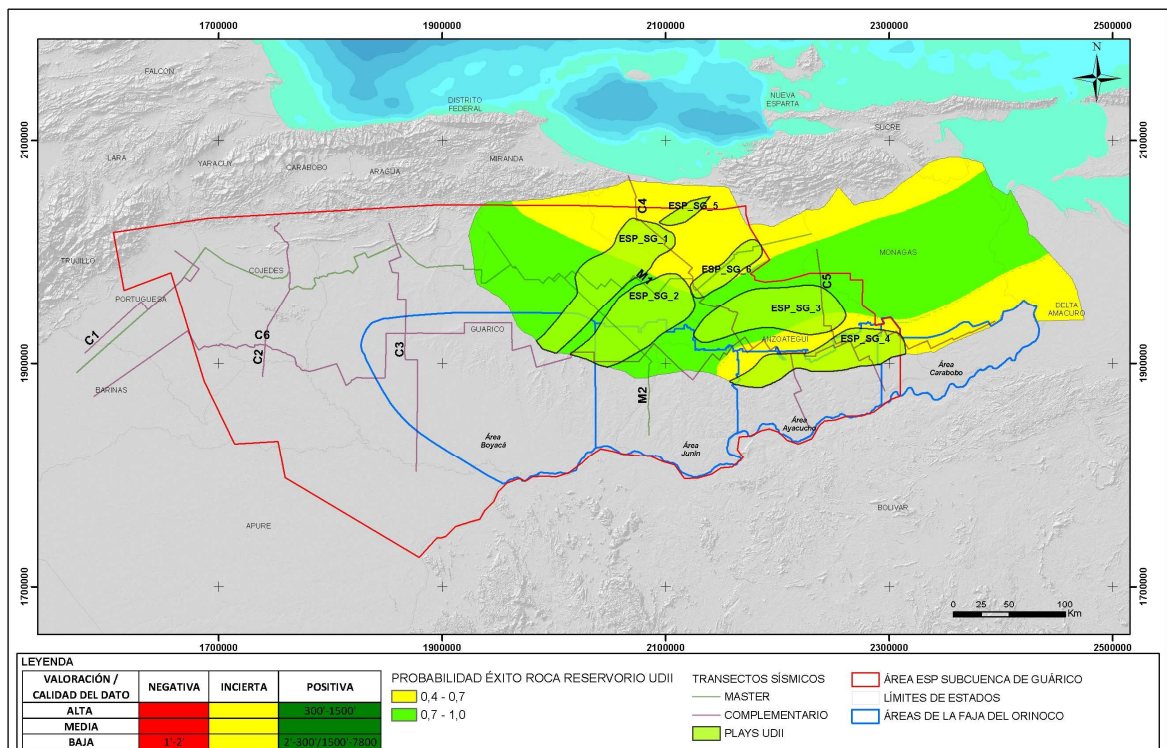 1700000 1900000 2100000 2300000 2500000
N
FALCON
DISTRITO
FEDERAL
NUEVA
ESPARTA
SUCRE
2100000
2100000
LARA
YARACUY
CARABOBO
ARAGUA
MIRANDA
C4
ESP_SG_5
ESP_SG_1
TRUJILLO
COJEDES
MONAGAS
M1
ESP_SG_6
C5
PORTUGUESA
ESP_SG_2
ESP_SG_3
DELTA
AMACURO
C1
C6
C2
C3
GUARICO
ANZOATEGUI
ESP_SG_4
1900000
1900000
BARINAS
M2
Área
Carabobo
Área
Boyacá
Área
Junín
Área
Ayacucho
APURE
BOLIVAR
1700000
1700000
0 25 50 100
Km
1700000 1900000 2100000 2300000 2500000
LEYENDA
VALORACIÓN /
CALIDAD DEL DATO
NEGATIVA
INCIERTA
POSITIVA
ALTA
300'-1500'
MEDIA
BAJA
1'-2'
2'-300'/1500'-7800
PROBABILIDAD ÉXITO ROCA RESERVORIO UDII
0,4 - 0,7
0,7 - 1,0
TRANSECTOS SÍSMICOS
MASTER
COMPLEMENTARIO
PLAYS UDII
ÁREA ESP SUBCUENCA DE GUÁRICO
LÍMITES DE ESTADOS
ÁREAS DE LA FAJA DEL ORINOCO